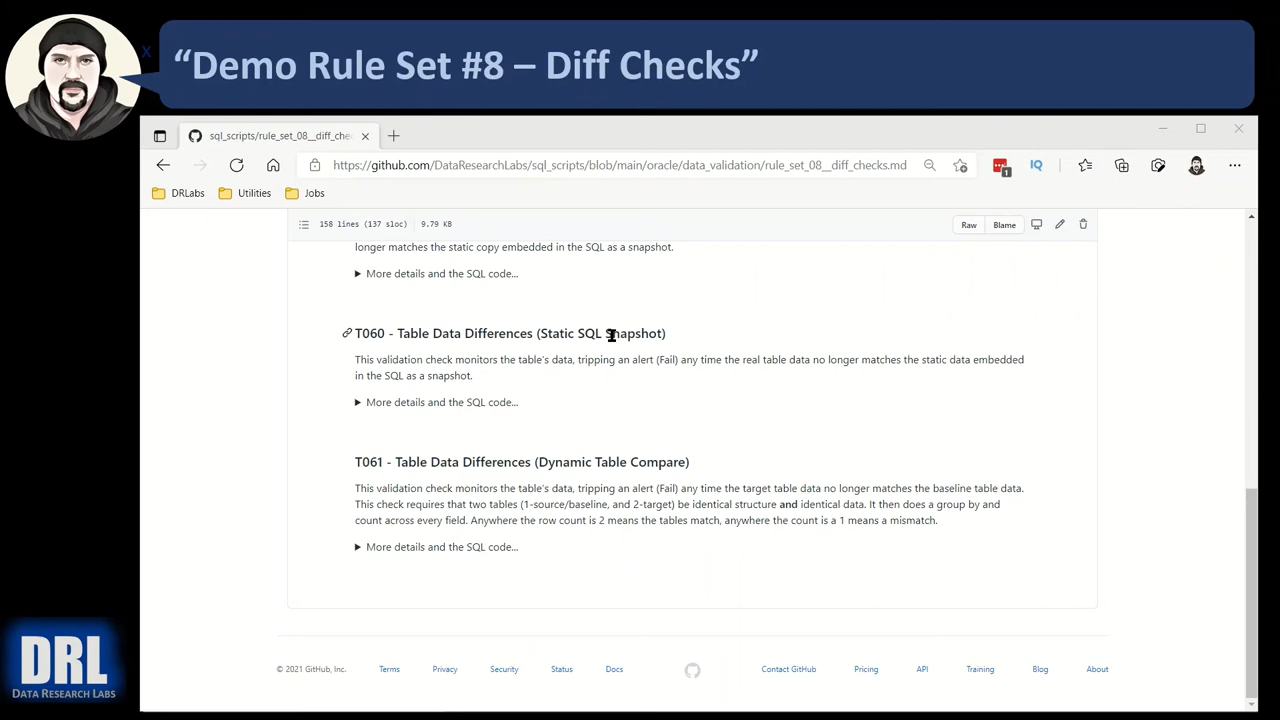 “Demo Rule Set #8 – Diff Checks”
X
sql_scripts/rule_set_08__diff_chec
https://github.com/DataResearchLabs/sql_scripts/blob/main/oracle/data_validation/rule_set_08__diff_checks.md
1
IQ
DRLabs
Utilities
Jobs
158 lines (137 sloc) 9.79 KB
Raw
Blame
longer matches the static copy embedded in the SQL as a snapshot.
More details and the SQL code...
T060 - Table Data Differences (Static SQL Snapshot)
This validation check monitors the table's data, tripping an alert (Fail) any time the real table data no longer matches the static data embedded
in the SQL as a snapshot.
More details and the SQL code...
T061 - Table Data Differences (Dynamic Table Compare)
This validation check monitors the table's data, tripping an alert (Fail) any time the target table data no longer matches the baseline table data.
This check requires that two tables (1-source/baseline, and 2-target) be identical structure and identical data. It then does a group by and
count across every field. Anywhere the row count is 2 means the tables match, anywhere the count is a 1 means a mismatch.
More details and the SQL code...
© 2021 GitHub, Inc.
Terms
Privacy
Security
Status
Docs
Contact GitHub
Pricing
API
Training
Blog
About
DRL
DATA RESEARCH LABS